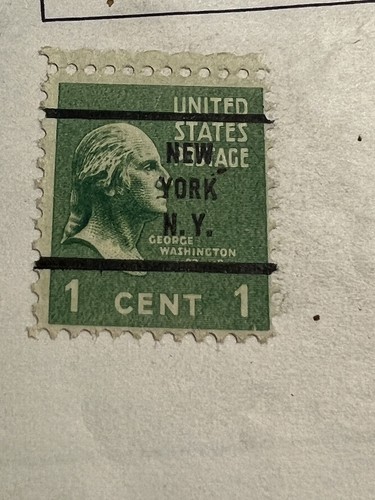 UNITED
STATES
POSTAGE
NEW
YORK
N.Y.
GEORGE
WASHINGTON
1 CENT 1